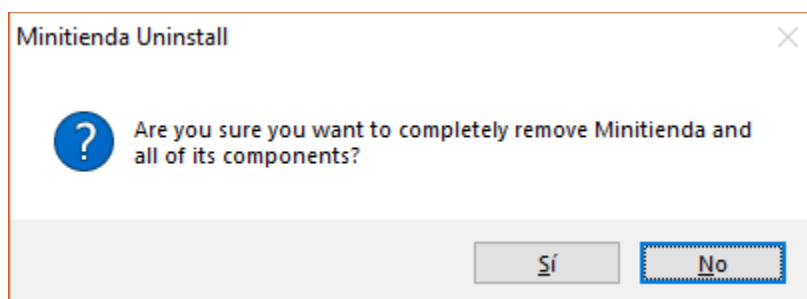 Minitienda Uninstall
Are you sure you want to completely remove Minitienda and
all of its components?
Sí
No